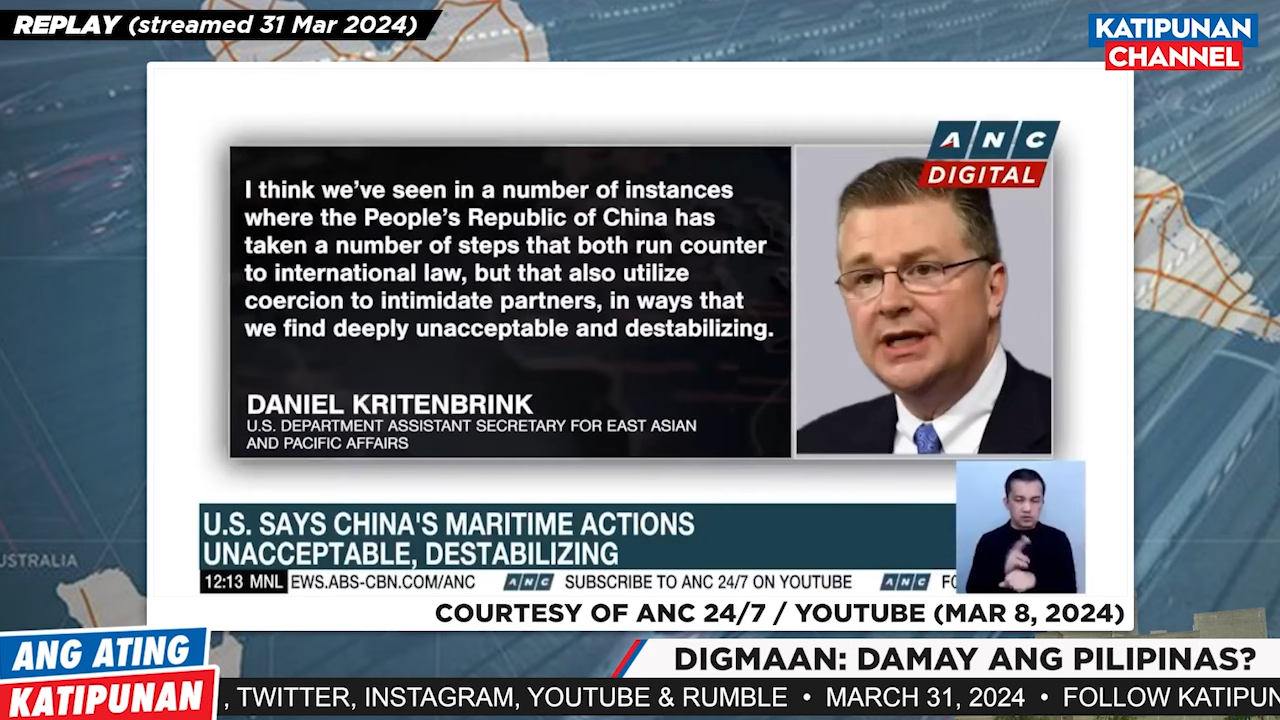 REPLAY (streamed 31 Mar 2024)
KATIPUNAN
CHANNEL
ANC
DIGITAL
I think we've seen in a number of instances
where the People's Republic of China has
taken a number of steps that both run counter
to international law, but that also utilize
coercion to intimidate partners, in ways that
we find deeply unacceptable and destabilizing.
DANIEL KRITENBRINK
U.S. DEPARTMENT ASSISTANT SECRETARY FOR EAST ASIAN
AND PACIFIC AFFAIRS
U.S. SAYS CHINA'S MARITIME ACTIONS
UNACCEPTABLE, DESTABILIZING
12:13 MNL EWS.ABS-CBN.COM/ANC ANC SUBSCRIBE TO ANC 24/7 ON YOUTUBE ANC FO
USTRALIA
COURTESY OF ANC 24/7 / YOUTUBE (MAR 8, 2024)
ANG ATING
KATIPUNAN
DIGMAAN: DAMAY ANG PILIPINAS?
, TWITTER, INSTAGRAM, YOUTUBE & RUMBLE • MARCH 31, 2024 • FOLLOW KATIPUN